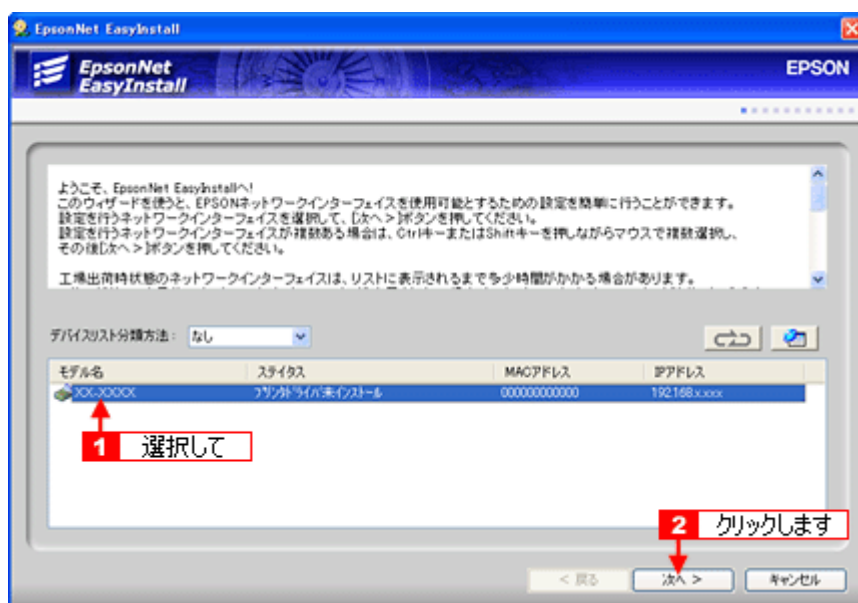 EpsonNet EasyInstall
EpsonNet
EasyInstall
EPSON
ようこそ、EpsonNet EasyInstallへ!
このウィザードを使うと、EPSONネットワークインターフェイスを使用可能とするための設定を簡単に行うことができます。
設定を行うネットワークインターフェイスを選択して、[次へ >]ボタンを押してください。
設定を行うネットワークインターフェイスが複数ある場合は、CtrlキーまたはShiftキーを押しながらマウスで複数選択し、
その後[次へ >]ボタンを押してください。
工場出荷時状態のネットワークインターフェイスは、リストに表示されるまで多少時間がかかる場合があります。
デバイスリスト分類方法: なし
モデル名 ステイタス MACアドレス IPアドレス
XX-XXXX プリンタドライバ未インストール 000000000000 192.168.x.xxx
1 選択して
2 クリックします
< 戻る 次へ > キャンセル